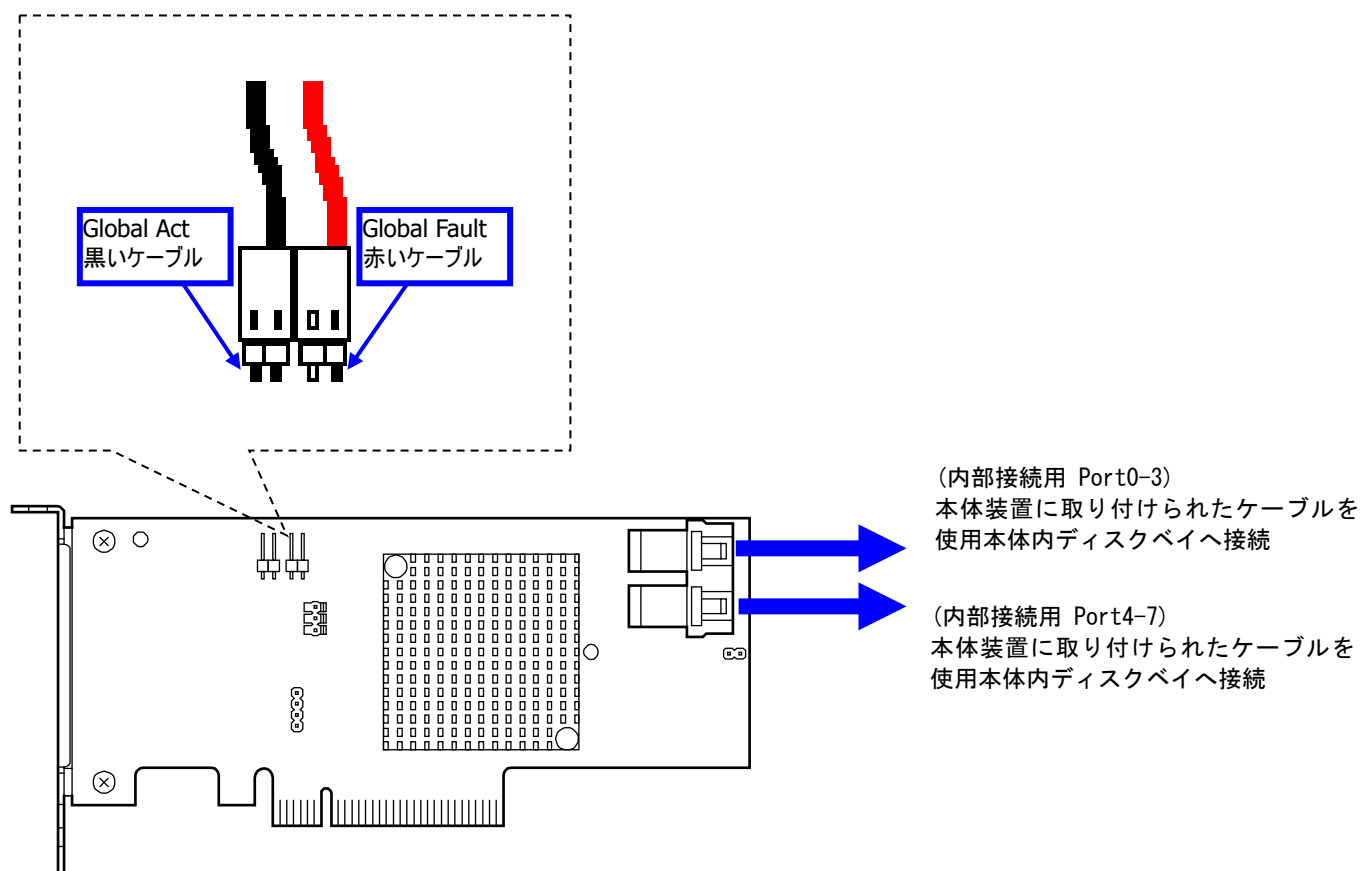 Global Act
黒いケーブル
Global Fault
赤いケーブル
(内部接続用 Port0-3)
本体装置に取り付けられたケーブルを
使用本体内ディスクベイへ接続
(内部接続用 Port4-7)
本体装置に取り付けられたケーブルを
使用本体内ディスクベイへ接続